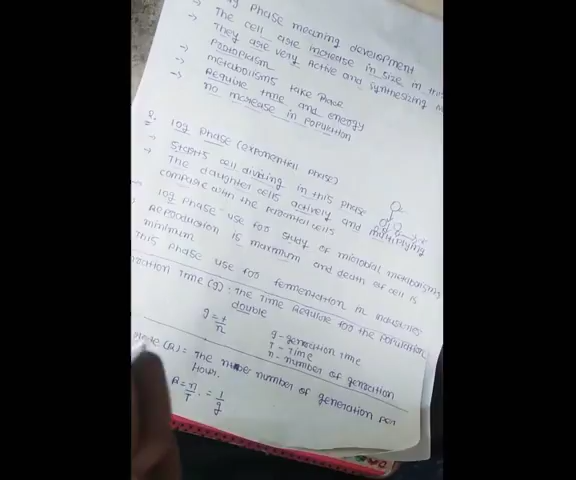 Phase meaning development
→ The cell are increase in size in this
→ They are very Active and synthesizing
Protoplasm
→ metabolisms take Place
→ Require time and energy
no increase in population
2. log Phase (exponential Phase)
→ Starts cell dividing in this phase
→ The daughter cells actively and multiplying
compare with the parental cells
log Phase use for study of microbial metabolisms
Reproduction is maximum and death of cell is
minimum
This phase use for fermentation in industries
Time (g): The Time Require for the Population
double
g = t/n
g - generation Time
T - Time
n - number of generation
(R) = The number of generation per
Hour.
R = n/T = 1/g